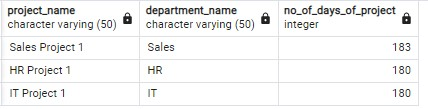 project_name department_name no_of_days_of_project
character varying (50) character varying (50) integer
Sales Project 1 Sales 183
HR Project 1 HR 180
IT Project 1 IT 180